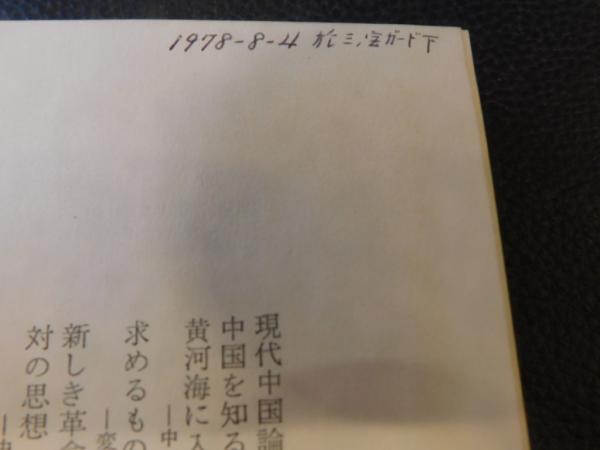 1978-8-4 於三宮ガード下
現代中国論
中国を知る
黄河海に入
―中
求めるもの
―変
新しき革命
対の思想
―中